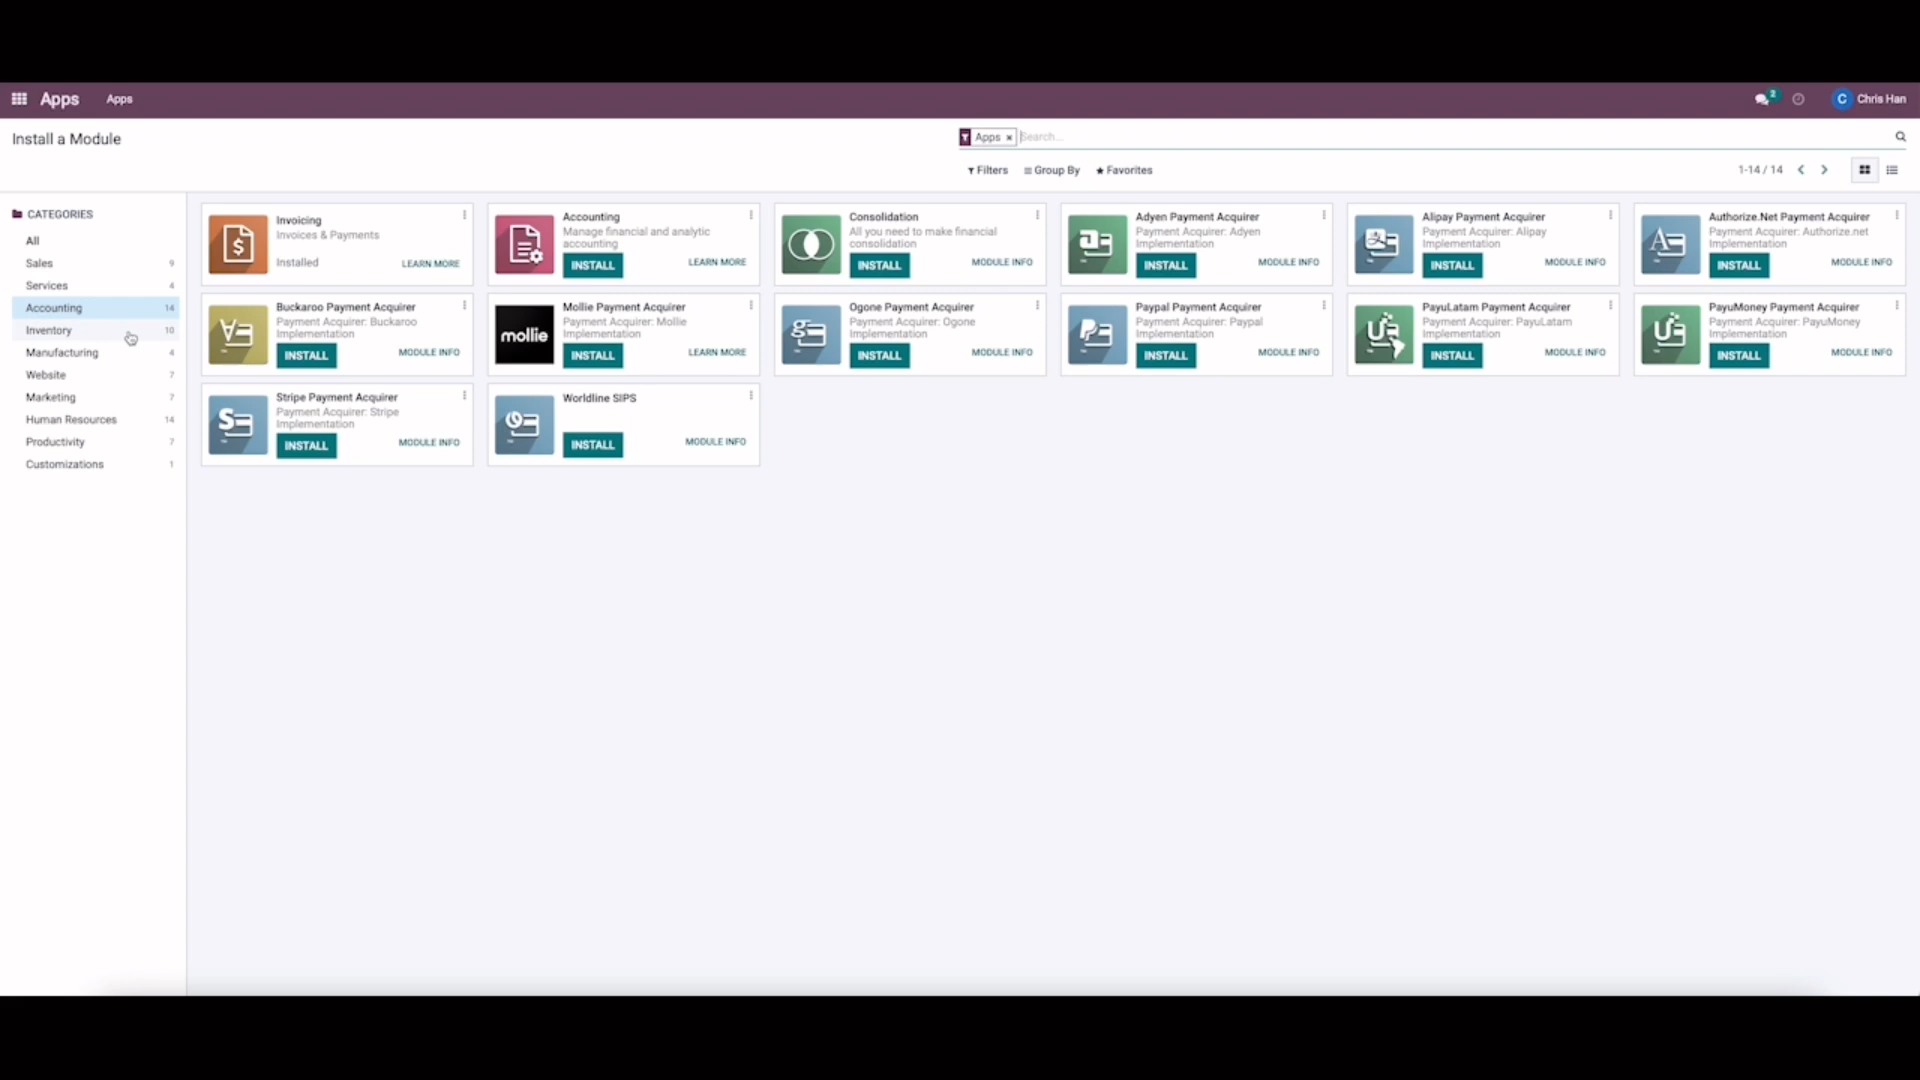 Apps Apps 2 C Chris Han
Install a Module
Apps × Search...
Filters Group By Favorites 1-14 / 14
CATEGORIES
All
Sales 9
Services 4
Accounting 14
Inventory 10
Manufacturing 4
Website 7
Marketing 7
Human Resources 14
Productivity 7
Customizations 1
Invoicing
Invoices & Payments
Installed LEARN MORE
Accounting
Manage financial and analytic
accounting
INSTALL LEARN MORE
Consolidation
All you need to make financial
consolidation
INSTALL MODULE INFO
Adyen Payment Acquirer
Payment Acquirer: Adyen
Implementation
INSTALL MODULE INFO
Alipay Payment Acquirer
Payment Acquirer: Alipay
Implementation
INSTALL MODULE INFO
Authorize.Net Payment Acquirer
Payment Acquirer: Authorize.net
Implementation
INSTALL MODULE INFO
Buckaroo Payment Acquirer
Payment Acquirer: Buckaroo
Implementation
INSTALL MODULE INFO
mollie
Mollie Payment Acquirer
Payment Acquirer: Mollie
Implementation
INSTALL LEARN MORE
Ogone Payment Acquirer
Payment Acquirer: Ogone
Implementation
INSTALL MODULE INFO
Paypal Payment Acquirer
Payment Acquirer: Paypal
Implementation
INSTALL MODULE INFO
PayuLatam Payment Acquirer
Payment Acquirer: PayuLatam
Implementation
INSTALL MODULE INFO
PayuMoney Payment Acquirer
Payment Acquirer: PayuMoney
Implementation
INSTALL MODULE INFO
Stripe Payment Acquirer
Payment Acquirer: Stripe
Implementation
INSTALL MODULE INFO
Worldline SIPS
INSTALL MODULE INFO